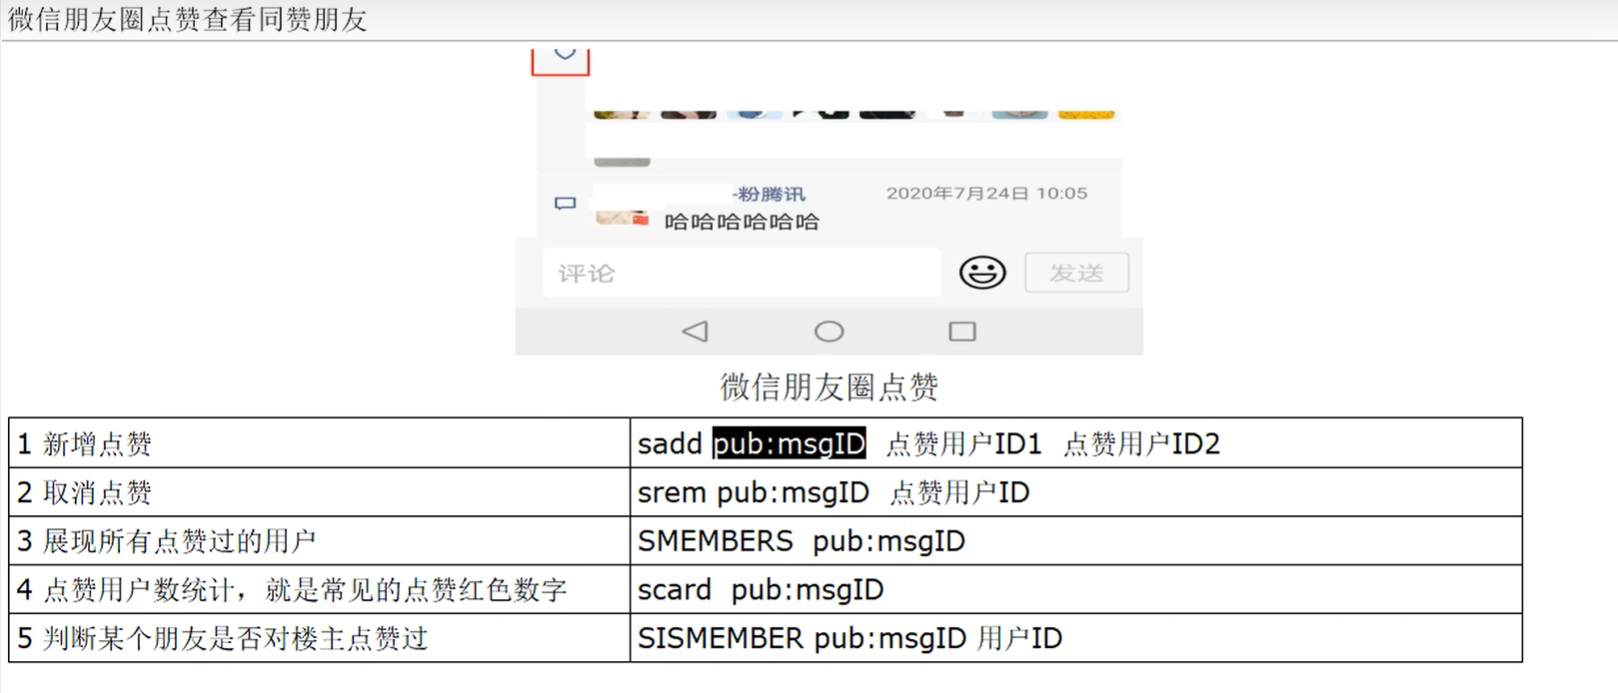 微信朋友圈点赞查看同赞朋友
-粉腾讯 2020年7月24日 10:05
哈哈哈哈哈哈
评论 发送
微信朋友圈点赞
1 新增点赞 sadd pub:msgID 点赞用户ID1 点赞用户ID2
2 取消点赞 srem pub:msgID 点赞用户ID
3 展现所有点赞过的用户 SMEMBERS pub:msgID
4 点赞用户数统计，就是常见的点赞红色数字 scard pub:msgID
5 判断某个朋友是否对楼主点赞过 SISMEMBER pub:msgID 用户ID